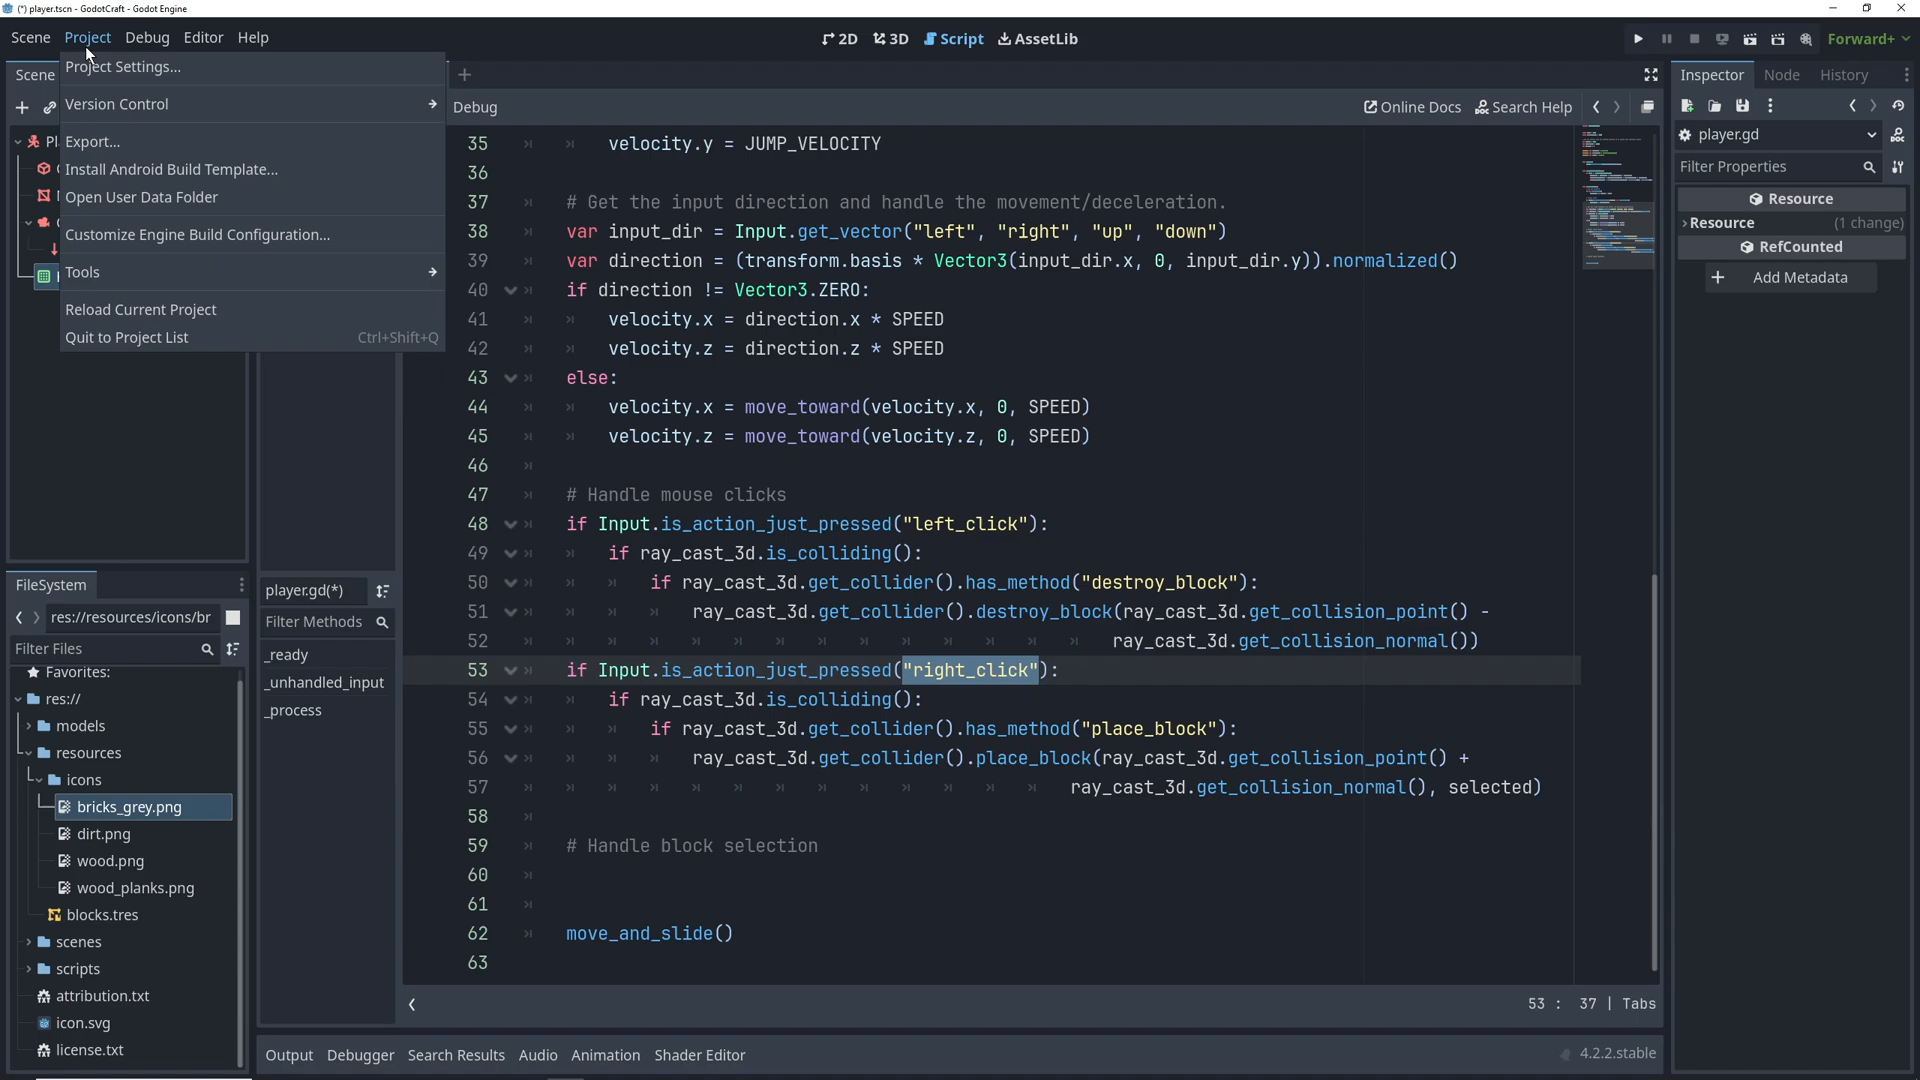 (*) player.tscn - GodotCraft - Godot Engine
Scene Project Debug Editor Help
2D 3D Script AssetLib
Forward+
Project Settings...
Version Control
Export...
Install Android Build Template...
Open User Data Folder
Customize Engine Build Configuration...
Tools
Reload Current Project
Quit to Project List Ctrl+Shift+Q
Scene
Pl
Debug
Online Docs Search Help
35 velocity.y = JUMP_VELOCITY
36
37 # Get the input direction and handle the movement/deceleration.
38 var input_dir = Input.get_vector("left", "right", "up", "down")
39 var direction = (transform.basis * Vector3(input_dir.x, 0, input_dir.y)).normalized()
40 if direction != Vector3.ZERO:
41 velocity.x = direction.x * SPEED
42 velocity.z = direction.z * SPEED
43 else:
44 velocity.x = move_toward(velocity.x, 0, SPEED)
45 velocity.z = move_toward(velocity.z, 0, SPEED)
46
47 # Handle mouse clicks
48 if Input.is_action_just_pressed("left_click"):
49 if ray_cast_3d.is_colliding():
50 if ray_cast_3d.get_collider().has_method("destroy_block"):
51 ray_cast_3d.get_collider().destroy_block(ray_cast_3d.get_collision_point() -
52 ray_cast_3d.get_collision_normal())
53 if Input.is_action_just_pressed("right_click"):
54 if ray_cast_3d.is_colliding():
55 if ray_cast_3d.get_collider().has_method("place_block"):
56 ray_cast_3d.get_collider().place_block(ray_cast_3d.get_collision_point() +
57 ray_cast_3d.get_collision_normal(), selected)
58
59 # Handle block selection
60
61
62 move_and_slide()
63
53 : 37 | Tabs
FileSystem
res://resources/icons/br
Filter Files
Favorites:
res://
models
resources
icons
bricks_grey.png
dirt.png
wood.png
wood_planks.png
blocks.tres
scenes
scripts
attribution.txt
icon.svg
license.txt
player.gd(*)
Filter Methods
_ready
_unhandled_input
_process
Output Debugger Search Results Audio Animation Shader Editor
4.2.2.stable
Inspector Node History
player.gd
Filter Properties
Resource
Resource (1 change)
RefCounted
Add Metadata